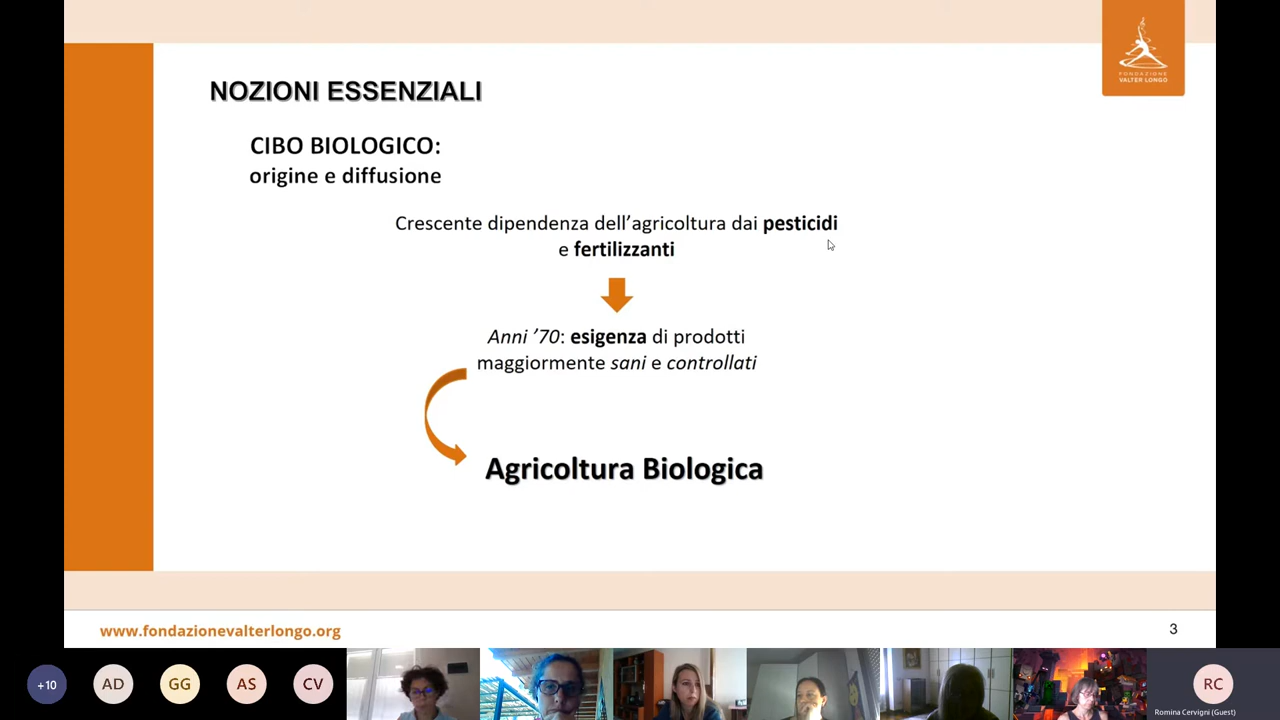 FONDAZIONE
VALTER LONGO
NOZIONI ESSENZIALI
CIBO BIOLOGICO:
origine e diffusione
Crescente dipendenza dell’agricoltura dai pesticidi
e fertilizzanti
Anni ’70: esigenza di prodotti
maggiormente sani e controllati
Agricoltura Biologica
www.fondazionevalterlongo.org
3
+10
AD
GG
AS
CV
RC
Romina Cervigni (Guest)